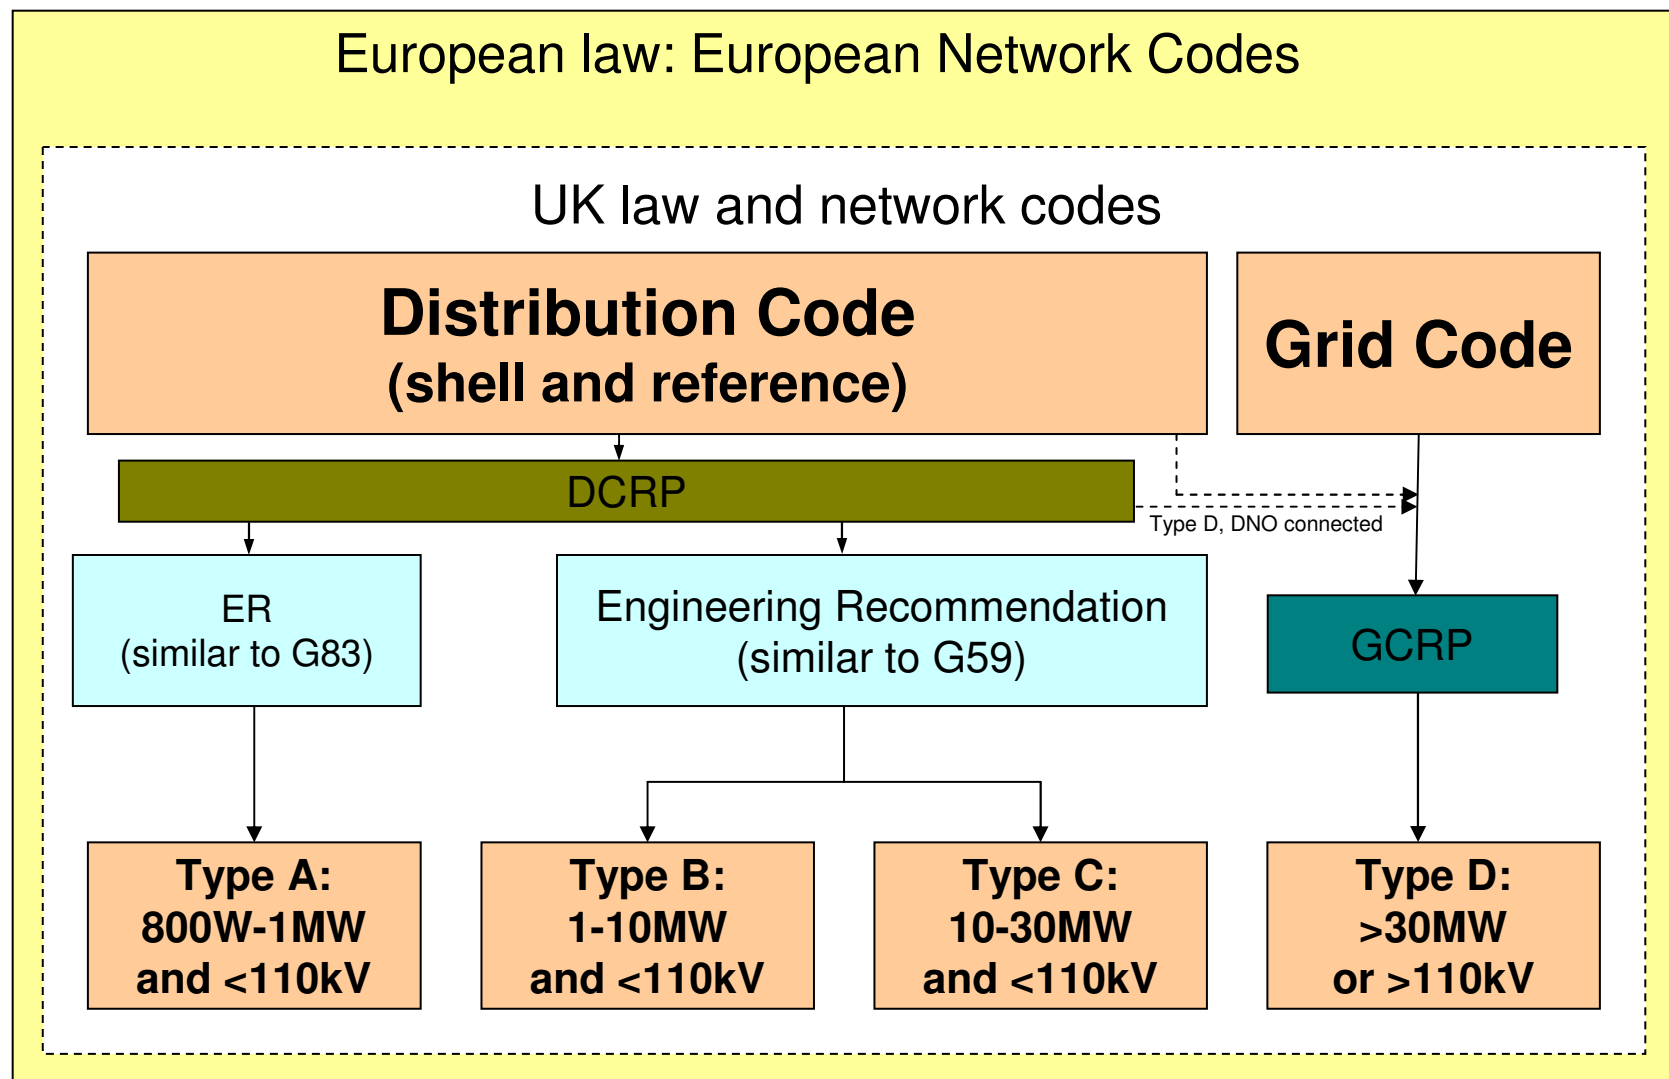 European law: European Network Codes
UK law and network codes
Distribution Code
(shell and reference)
Grid Code
DCRP
Type D, DNO connected
ER
(similar to G83)
Engineering Recommendation
(similar to G59)
GCRP
Type A:
800W-1MW
and <110kV
Type B:
1-10MW
and <110kV
Type C:
10-30MW
and <110kV
Type D:
>30MW
or >110kV